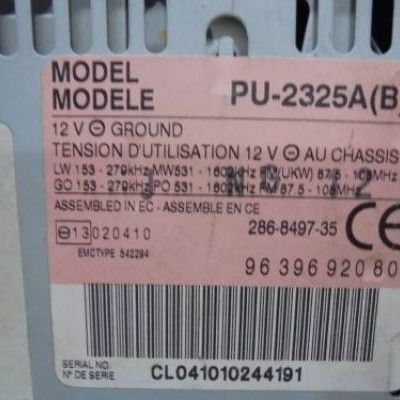 MODEL
MODELE PU-2325A(B)
12 V ⊖ GROUND
TENSION D'UTILISATION 12 V ⊖ AU CHASSIS
LW 153 - 279kHz MW531 - 1602kHz FM(UKW) 87.5 - 108MHz
GO 153 - 279kHz PO 531 - 1602kHz FM 87.5 - 108MHz
ASSEMBLED IN EC - ASSEMBLE EN CE
e13 020410 286-8497-35 CE
EMCTYPE 542294
96 396 920 80
SERIAL NO.
N° DE SERIE CL041010244191